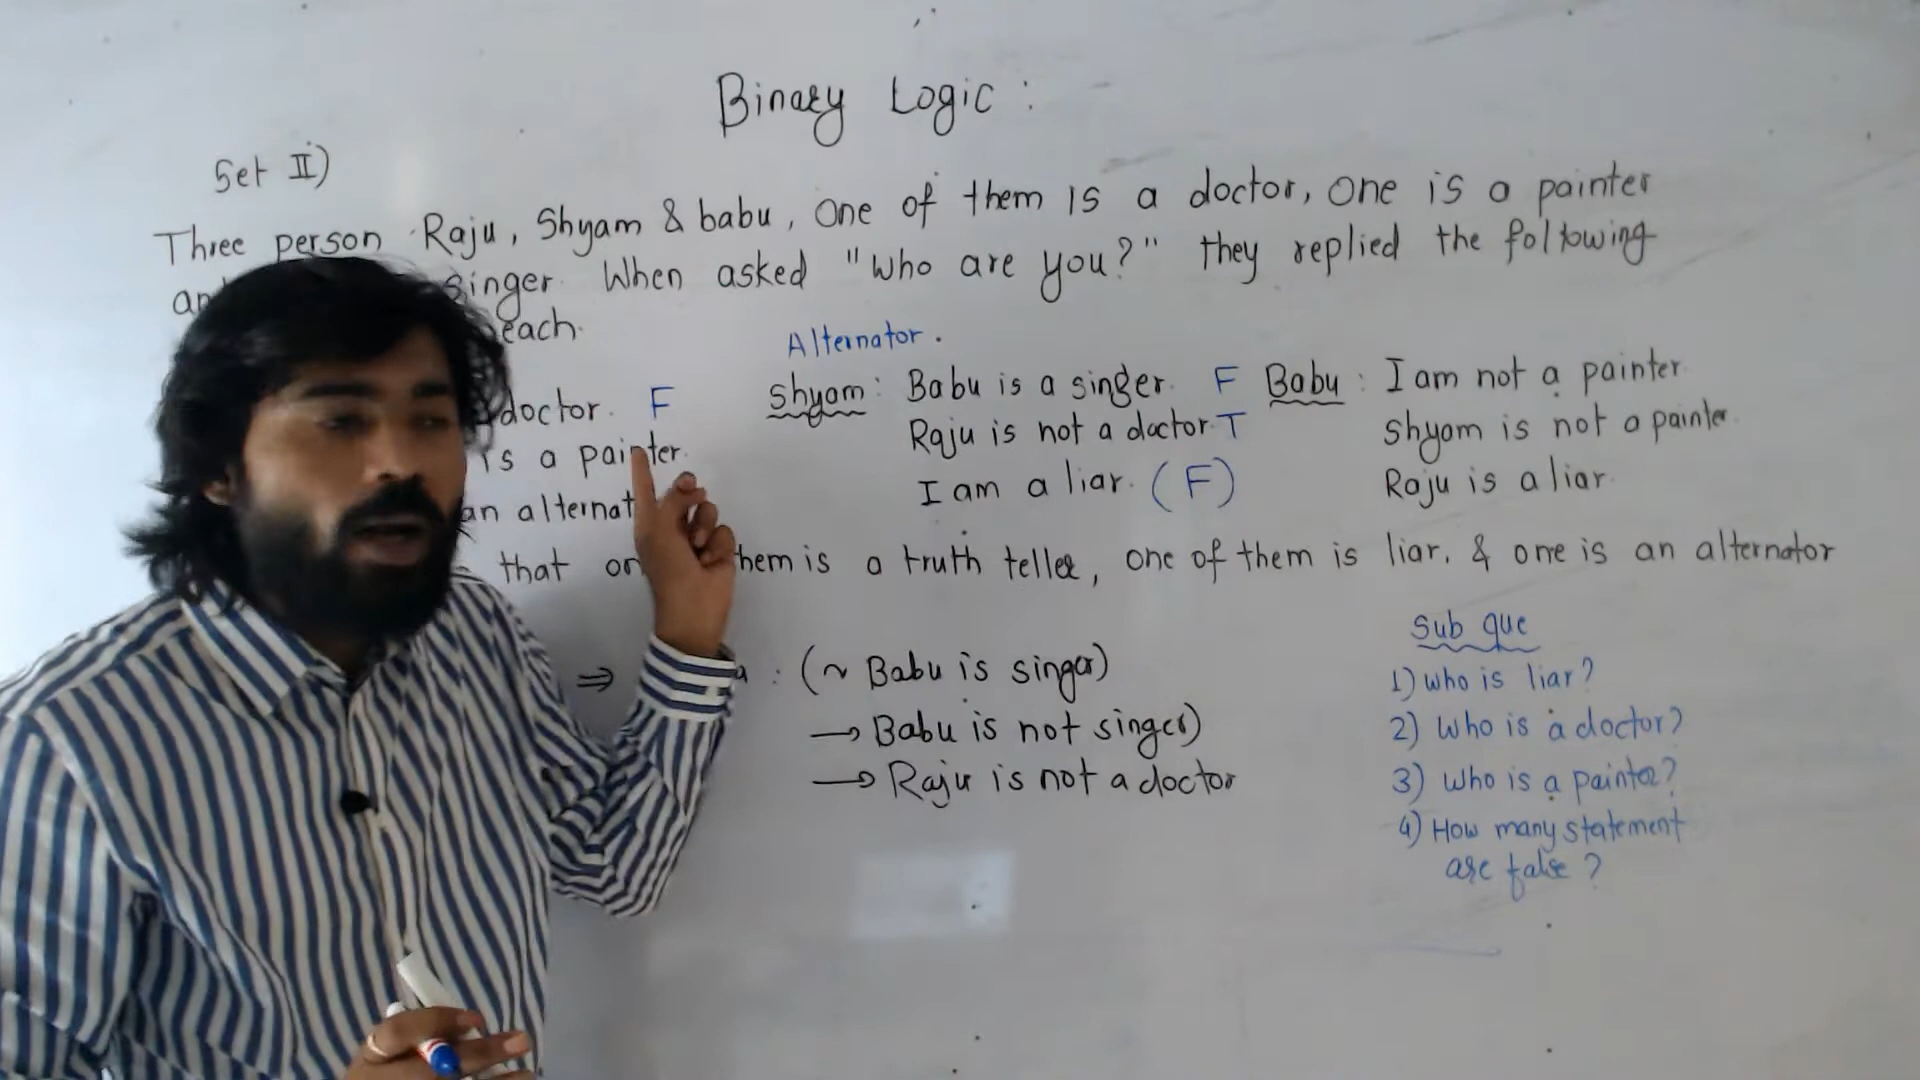 Binary Logic :
Set II)
Three person Raju, Shyam & babu, One of them is a doctor, One is a painter
singer. When asked "Who are you?" they replied the following
each.
Alternator.
doctor. F
is a painter.
an alternat
Shyam : Babu is a singer. F
Raju is not a doctor T
I am a liar. (F)
Babu : I am not a painter
Shyam is not a painter.
Raju is a liar.
that on hem is a truth teller, one of them is liar. & one is an alternator
⇒ a : (~ Babu is singer)
→ Babu is not singer)
→ Raju is not a doctor
Sub que
1) Who is liar?
2) Who is a doctor?
3) Who is a painter?
4) How many statement
are false ?